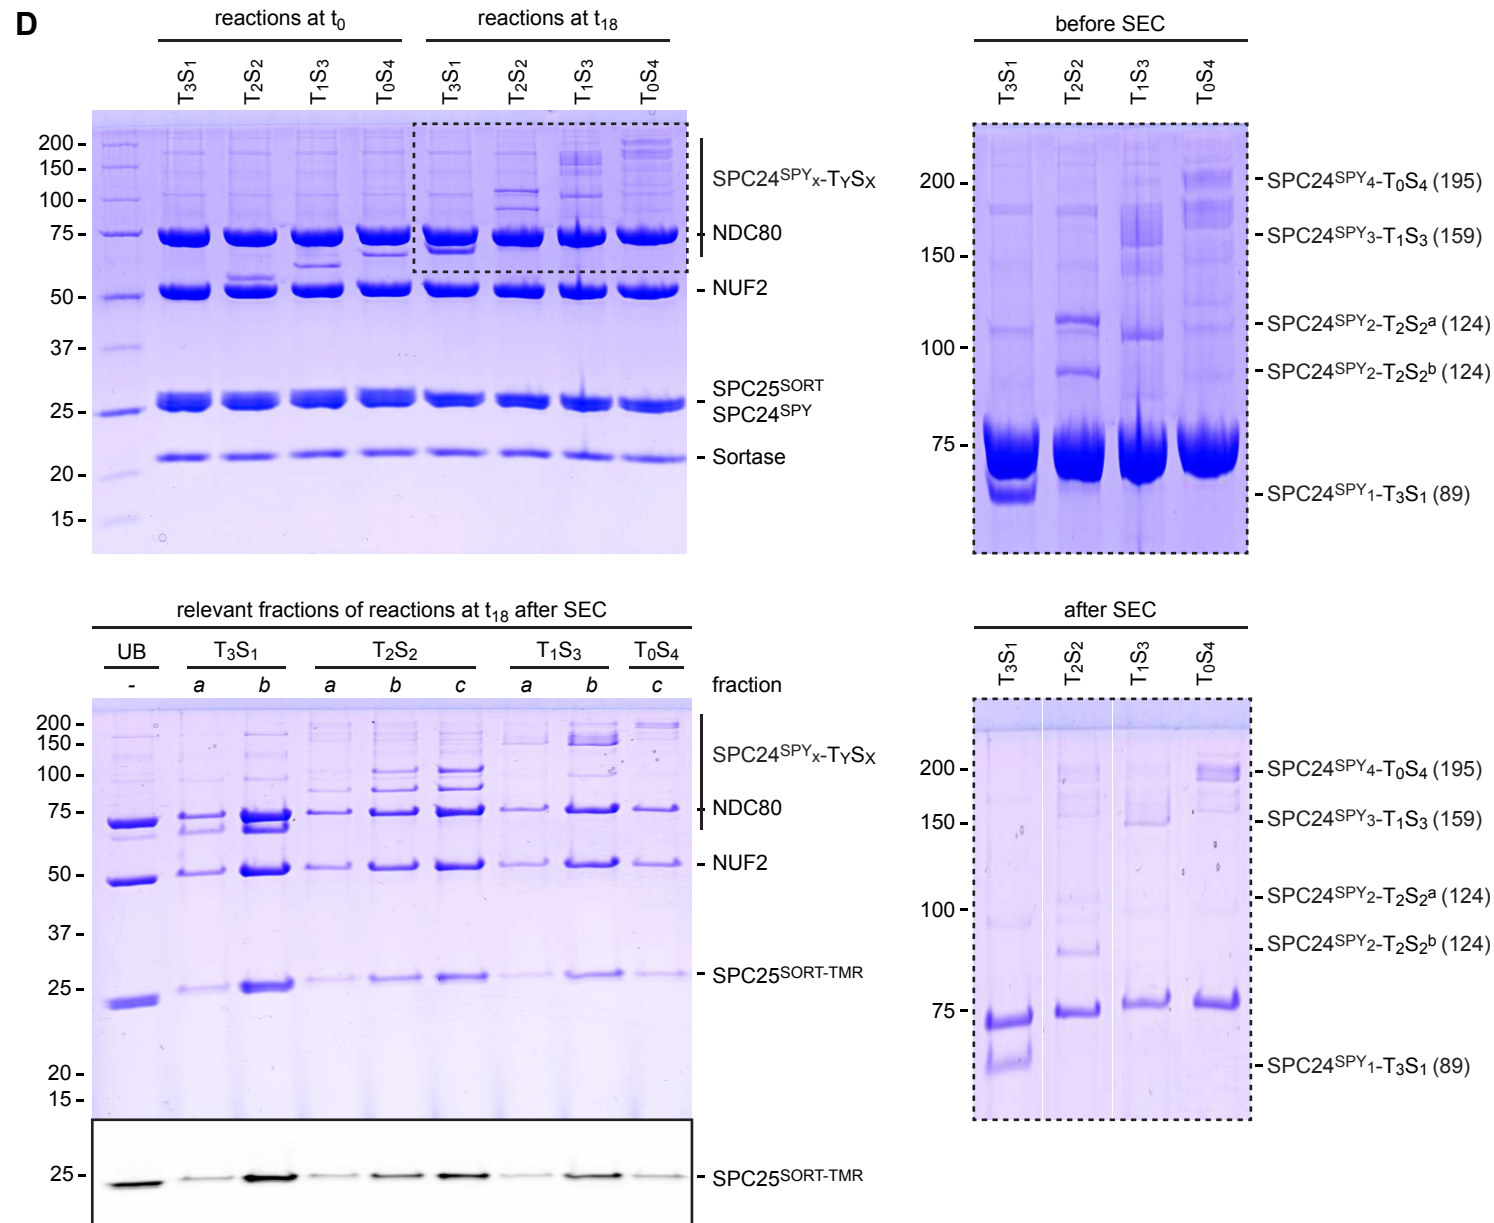 D
reactions at t0
reactions at t18
T3S1 T2S2 T1S3 T0S4 T3S1 T2S2 T1S3 T0S4
200
150
100
75
50
37
25
20
15
SPC24SPYx-TYSX
NDC80
NUF2
SPC25SORT
SPC24SPY
Sortase
before SEC
T3S1 T2S2 T1S3 T0S4
200
150
100
75
SPC24SPY4-T0S4 (195)
SPC24SPY3-T1S3 (159)
SPC24SPY2-T2S2a (124)
SPC24SPY2-T2S2b (124)
SPC24SPY1-T3S1 (89)
relevant fractions of reactions at t18 after SEC
UB T3S1 T2S2 T1S3 T0S4
- a b a b c a b c fraction
200
150
100
75
50
37
25
20
15
SPC24SPYx-TYSX
NDC80
NUF2
SPC25SORT-TMR
25
SPC25SORT-TMR
after SEC
T3S1 T2S2 T1S3 T0S4
200
150
100
75
SPC24SPY4-T0S4 (195)
SPC24SPY3-T1S3 (159)
SPC24SPY2-T2S2a (124)
SPC24SPY2-T2S2b (124)
SPC24SPY1-T3S1 (89)